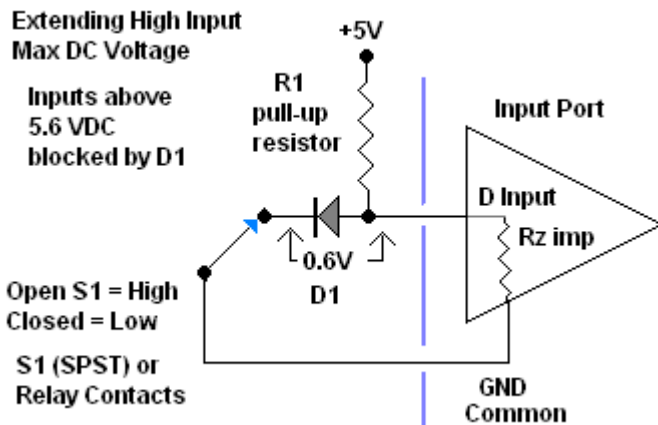 Extending High Input
Max DC Voltage
+5V
Inputs above
5.6 VDC
blocked by D1
R1
pull-up
resistor
Input Port
D Input
Rz imp
0.6V
D1
Open S1 = High
Closed = Low
S1 (SPST) or
Relay Contacts
GND
Common